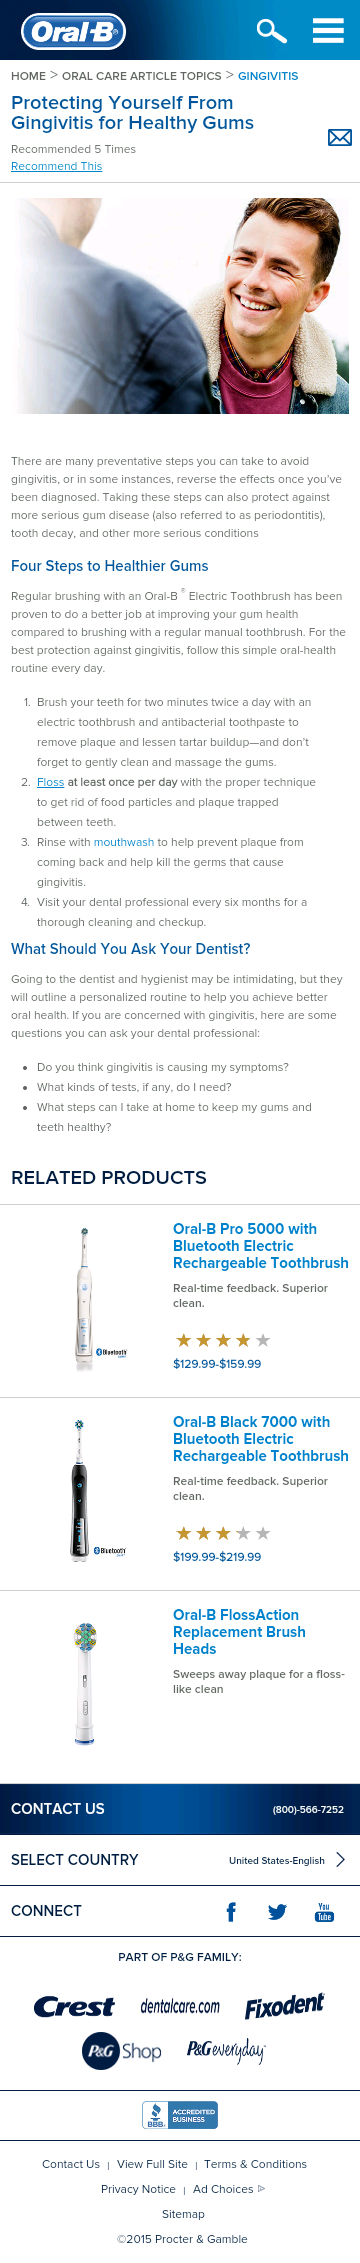 Oral-B
HOME > ORAL CARE ARTICLE TOPICS > GINGIVITIS
Protecting Yourself From
Gingivitis for Healthy Gums
Recommended 5 Times
Recommend This
There are many preventative steps you can take to avoid
gingivitis, or in some instances, reverse the effects once you've
been diagnosed. Taking these steps can also protect against
more serious gum disease (also referred to as periodontitis),
tooth decay, and other more serious conditions
Four Steps to Healthier Gums
Regular brushing with an Oral-B ® Electric Toothbrush has been
proven to do a better job at improving your gum health
compared to brushing with a regular manual toothbrush. For the
best protection against gingivitis, follow this simple oral-health
routine every day.
1. Brush your teeth for two minutes twice a day with an
electric toothbrush and antibacterial toothpaste to
remove plaque and lessen tartar buildup—and don't
forget to gently clean and massage the gums.
2. Floss at least once per day with the proper technique
to get rid of food particles and plaque trapped
between teeth.
3. Rinse with mouthwash to help prevent plaque from
coming back and help kill the germs that cause
gingivitis.
4. Visit your dental professional every six months for a
thorough cleaning and checkup.
What Should You Ask Your Dentist?
Going to the dentist and hygienist may be intimidating, but they
will outline a personalized routine to help you achieve better
oral health. If you are concerned with gingivitis, here are some
questions you can ask your dental professional:
• Do you think gingivitis is causing my symptoms?
• What kinds of tests, if any, do I need?
• What steps can I take at home to keep my gums and
teeth healthy?
RELATED PRODUCTS
Oral-B Pro 5000 with
Bluetooth Electric
Rechargeable Toothbrush
Real-time feedback. Superior
clean.
Bluetooth
$129.99-$159.99
Oral-B Black 7000 with
Bluetooth Electric
Rechargeable Toothbrush
Real-time feedback. Superior
clean.
Bluetooth
$199.99-$219.99
Oral-B FlossAction
Replacement Brush
Heads
Sweeps away plaque for a floss-
like clean
CONTACT US (800)-566-7252
SELECT COUNTRY United States-English
CONNECT You Tube
PART OF P&G FAMILY:
Crest dentalcare.com Fixodent
P&G Shop P&G everyday
BBB. ACCREDITED
BUSINESS
Contact Us | View Full Site | Terms & Conditions
Privacy Notice | Ad Choices
Sitemap
©2015 Procter & Gamble